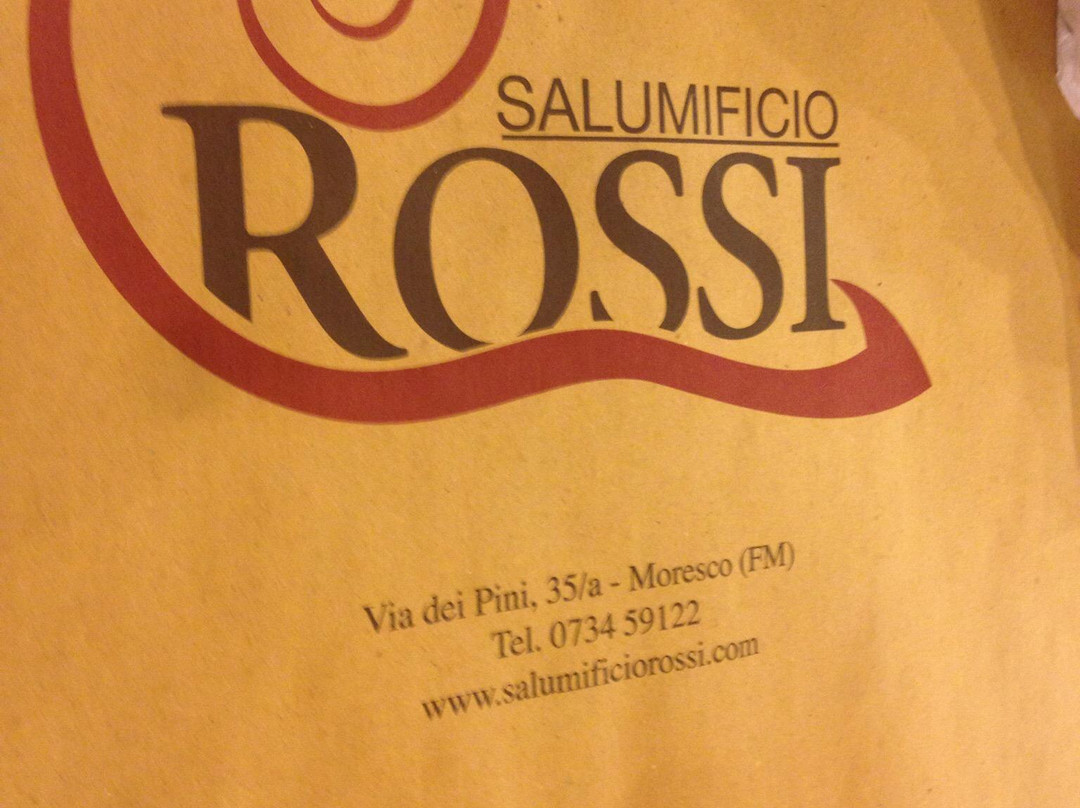 SALUMIFICIO
ROSSI
Via dei Pini, 35/a - Moresco (FM)
Tel. 0734 59122
www.salumificiorossi.com